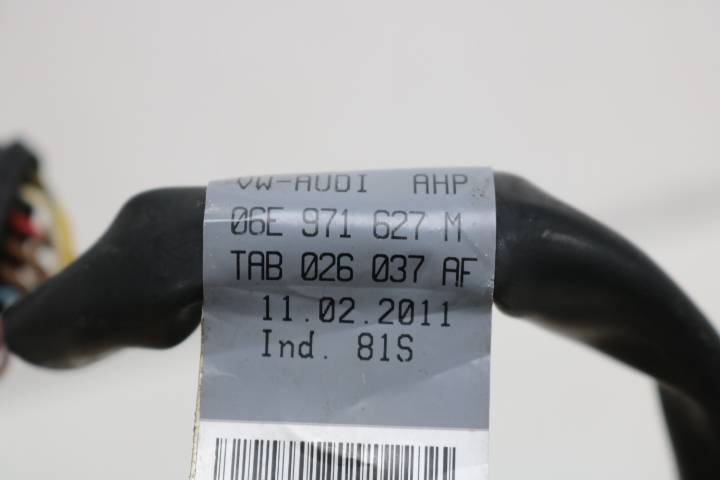 VW-AUDI AHP
06E 971 627 M
TAB 026 037 AF
11.02.2011
Ind. 81S